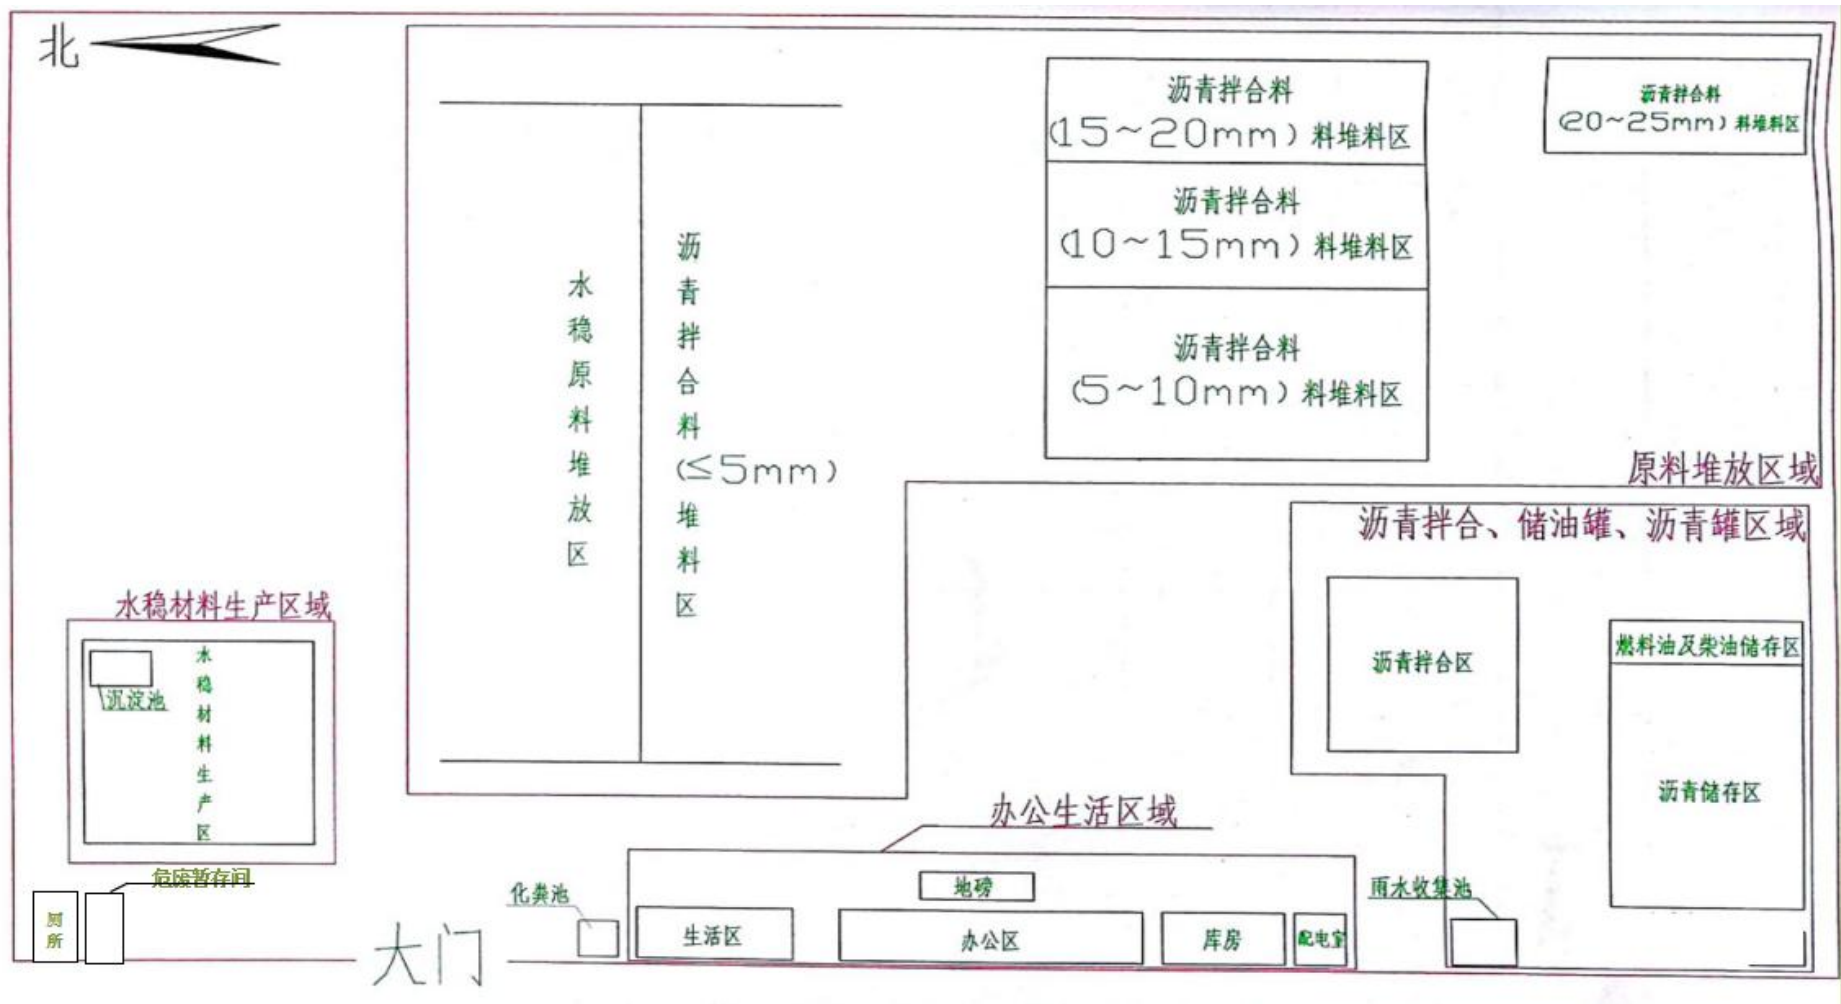 北
沥青拌合料
(15~20mm) 料堆料区
沥青拌合料
(20~25mm) 料堆料区
沥青拌合料
(10~15mm) 料堆料区
沥青拌合料
(5~10mm) 料堆料区
水稳原料堆放区
沥青拌合料(≤5mm)堆料区
原料堆放区域
沥青拌合、储油罐、沥青罐区域
水稳材料生产区域
沉淀池
水稳材料生产区
沥青拌合区
燃料油及柴油储存区
沥青储存区
办公生活区域
危废暂存间
厕所
大门
化粪池
地磅
生活区
办公区
库房
配电室
雨水收集池